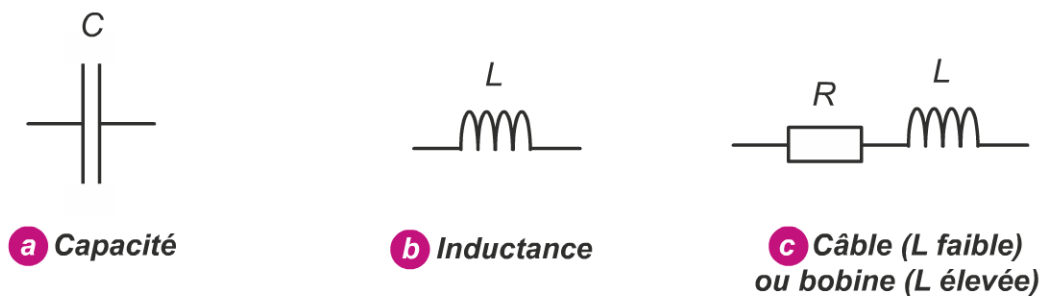 C
L
R
L
a Capacité
b Inductance
c Câble (L faible)
ou bobine (L élevée)